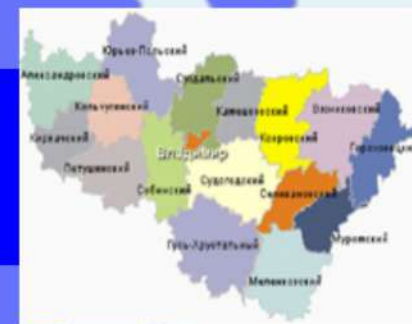 Юрьев-Польский
Александровский
Суздальский
Кольчугинский
Камешковский
Вязниковский
Киржачский
Ковровский
Гороховецкий
Владимир
Петушинский
Собинский
Судогодский
Селивановский
Муромский
Гусь-Хрустальный
Меленковский